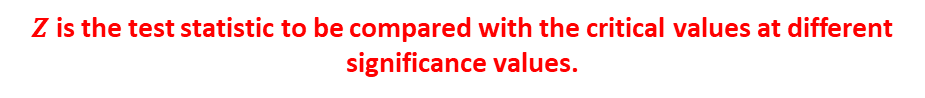 Z is the test statistic to be compared with the critical values at different
significance values.